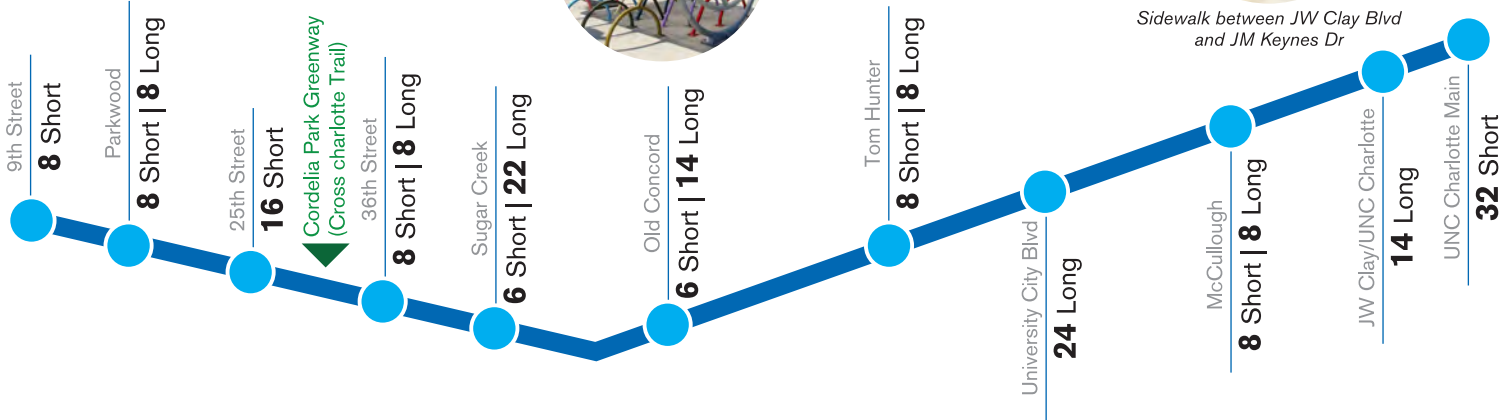 Sidewalk between JW Clay Blvd
and JM Keynes Dr
9th Street
8 Short
Parkwood
8 Short | 8 Long
25th Street
16 Short
Cordelia Park Greenway
(Cross charlotte Trail)
36th Street
8 Short | 8 Long
Sugar Creek
6 Short | 22 Long
Old Concord
6 Short | 14 Long
Tom Hunter
8 Short | 8 Long
University City Blvd
24 Long
McCullough
8 Short | 8 Long
JW Clay/UNC Charlotte
14 Long
UNC Charlotte Main
32 Short